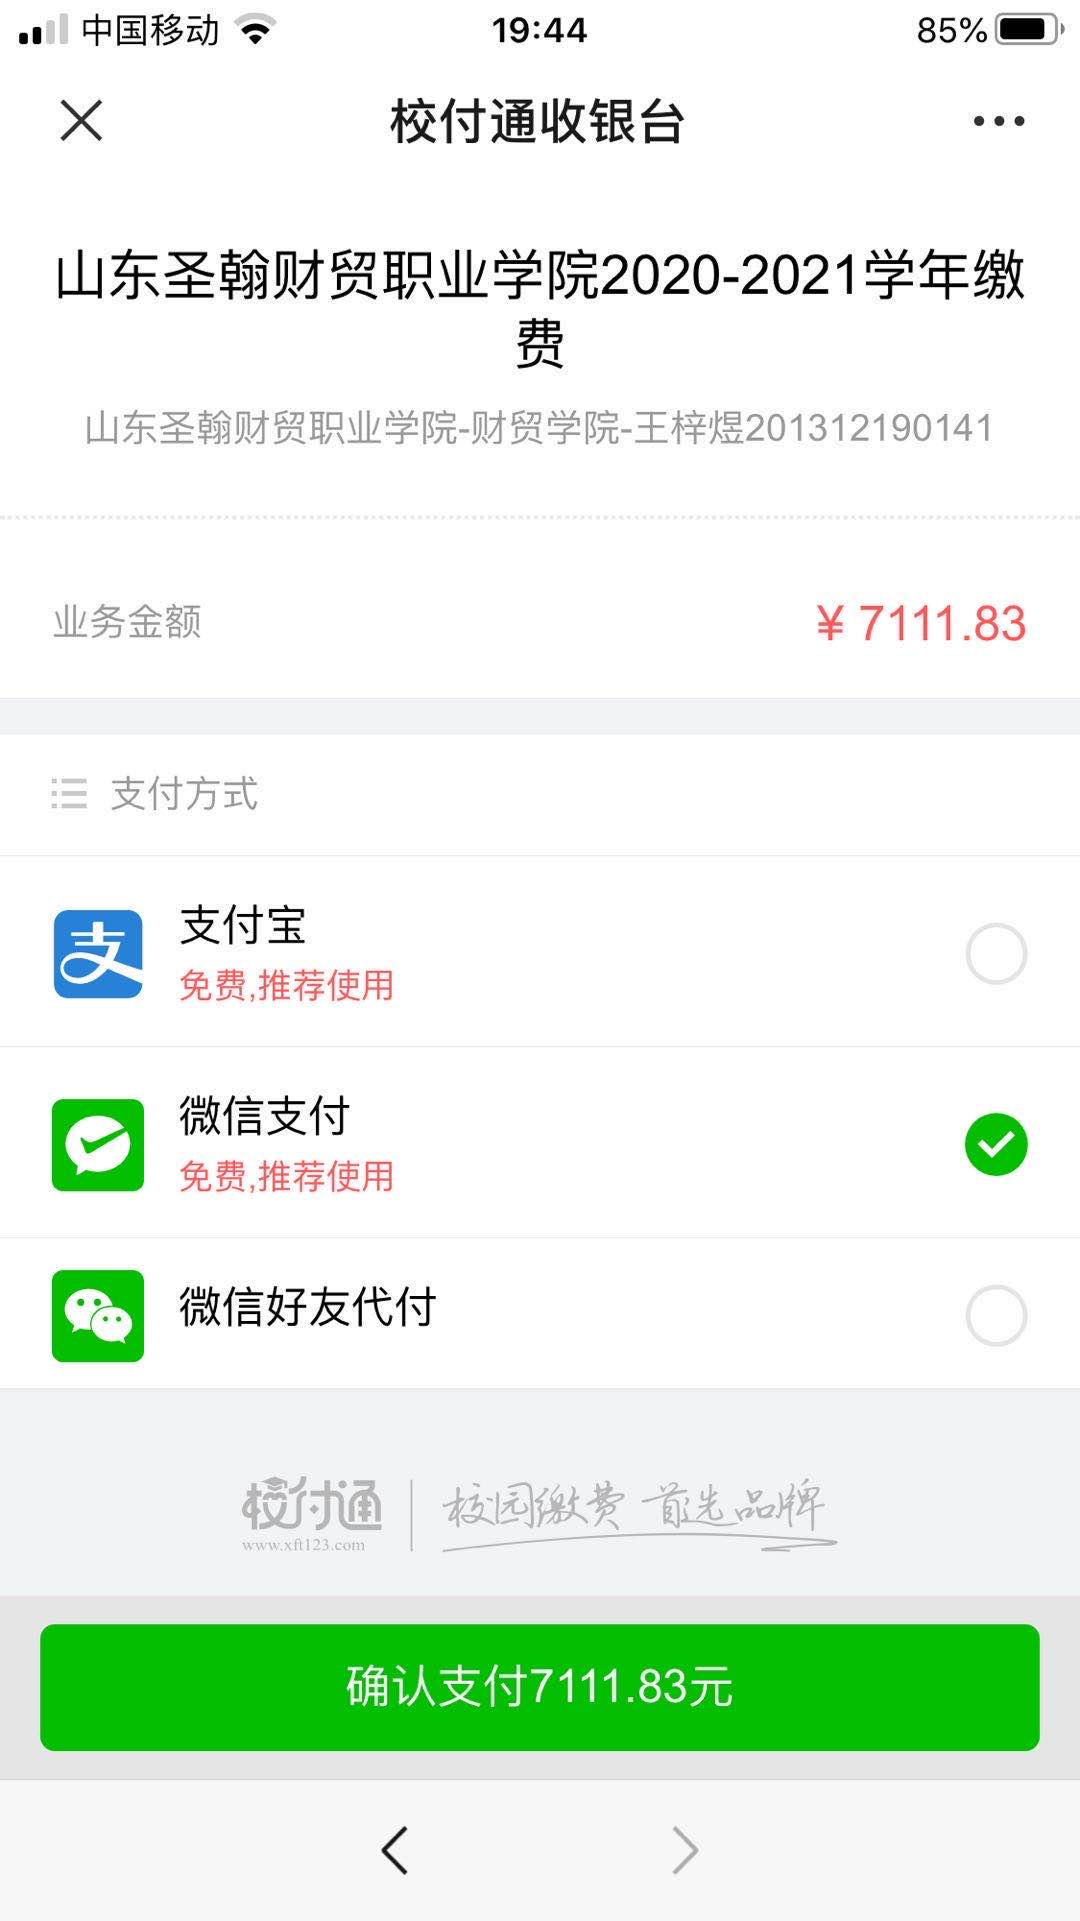 中国移动 19:44 85%
校付通收银台
山东圣翰财贸职业学院2020-2021学年缴
费
山东圣翰财贸职业学院-财贸学院-王梓煜201312190141
业务金额 ¥ 7111.83
支付方式
支付宝
免费,推荐使用
微信支付
免费,推荐使用
微信好友代付
校付通 校园缴费 首选品牌
www.xft123.com
确认支付7111.83元